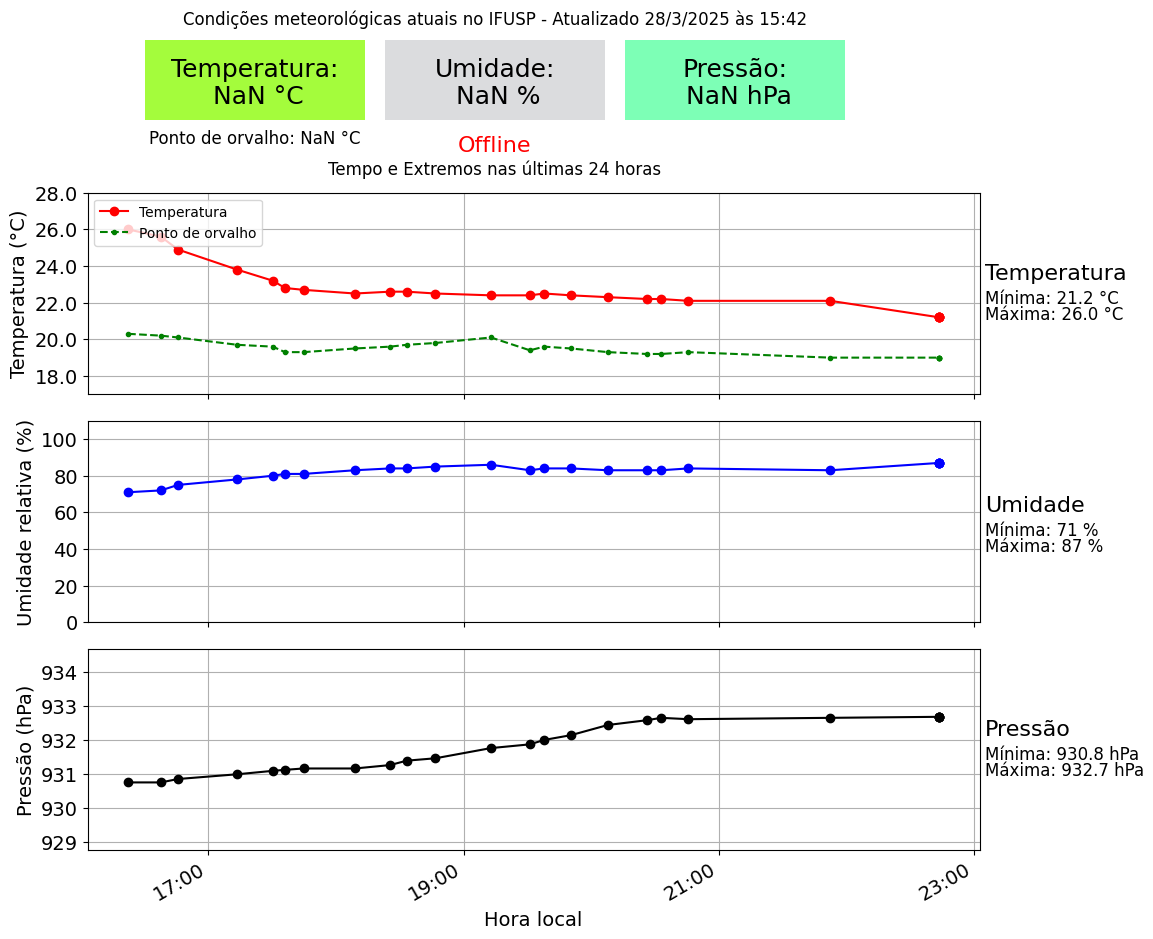 Condições meteorológicas atuais no IFUSP - Atualizado 28/3/2025 às 15:42
Temperatura:
NaN °C
Umidade:
NaN %
Pressão:
NaN hPa
Ponto de orvalho: NaN °C
Offline
Tempo e Extremos nas últimas 24 horas
Temperatura (°C)
28.0
26.0
24.0
22.0
20.0
18.0
Temperatura
Ponto de orvalho
Temperatura
Mínima: 21.2 °C
Máxima: 26.0 °C
Umidade relativa (%)
100
80
60
40
20
0
Umidade
Mínima: 71 %
Máxima: 87 %
Pressão (hPa)
934
933
932
931
930
929
Pressão
Mínima: 930.8 hPa
Máxima: 932.7 hPa
17:00
19:00
21:00
23:00
Hora local